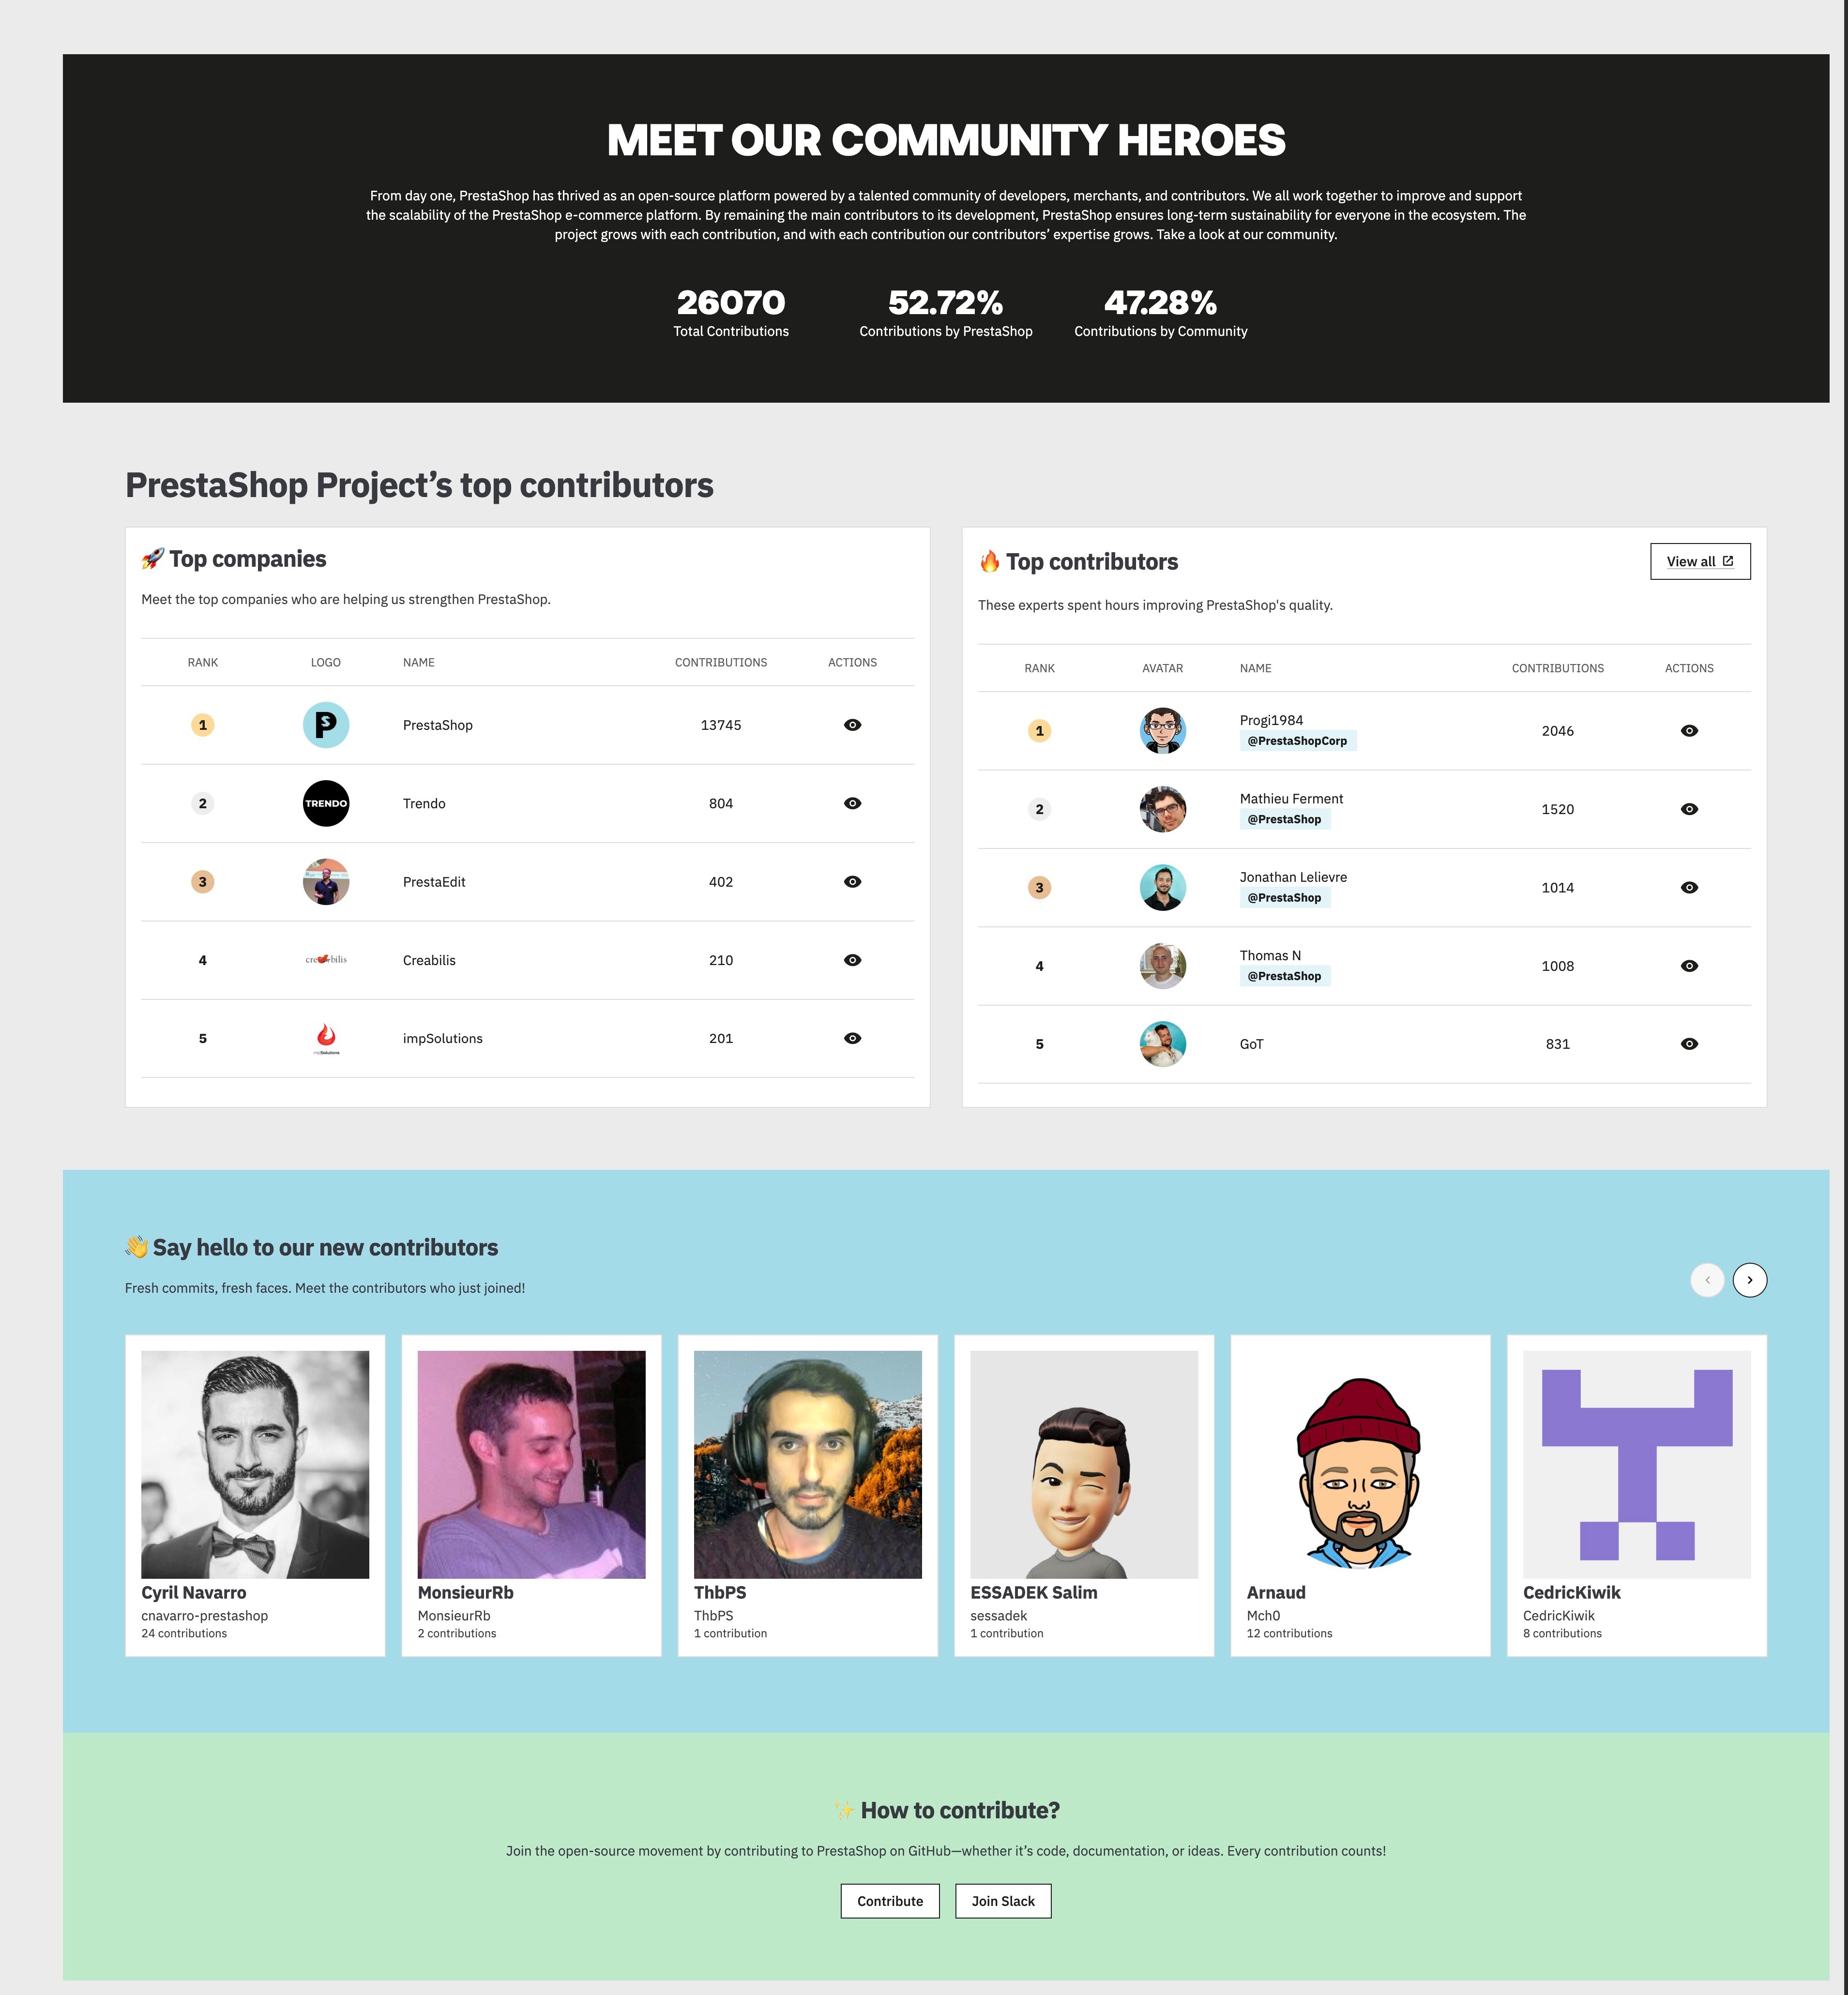 MEET OUR COMMUNITY HEROES
From day one, PrestaShop has thrived as an open-source platform powered by a talented community of developers, merchants, and contributors. We all work together to improve and support
the scalability of the PrestaShop e-commerce platform. By remaining the main contributors to its development, PrestaShop ensures long-term sustainability for everyone in the ecosystem. The
project grows with each contribution, and with each contribution our contributors’ expertise grows. Take a look at our community.
26070 52.72% 47.28%
Total Contributions Contributions by PrestaShop Contributions by Community
PrestaShop Project’s top contributors
🚀 Top companies
Meet the top companies who are helping us strengthen PrestaShop.
RANK LOGO NAME CONTRIBUTIONS ACTIONS
1 PrestaShop 13745
2 TRENDO Trendo 804
3 PrestaEdit 402
4 creabilis Creabilis 210
5 impSolutions impSolutions 201
🔥 Top contributors
View all
These experts spent hours improving PrestaShop's quality.
RANK AVATAR NAME CONTRIBUTIONS ACTIONS
1 Progi1984 2046
@PrestaShopCorp
2 Mathieu Ferment 1520
@PrestaShop
3 Jonathan Lelievre 1014
@PrestaShop
4 Thomas N 1008
@PrestaShop
5 GoT 831
👋 Say hello to our new contributors
Fresh commits, fresh faces. Meet the contributors who just joined!
Cyril Navarro
cnavarro-prestashop
24 contributions
MonsieurRb
MonsieurRb
2 contributions
ThbPS
ThbPS
1 contribution
ESSADEK Salim
sessadek
1 contribution
Arnaud
Mch0
12 contributions
CedricKiwik
CedricKiwik
8 contributions
✨ How to contribute?
Join the open-source movement by contributing to PrestaShop on GitHub—whether it’s code, documentation, or ideas. Every contribution counts!
Contribute Join Slack